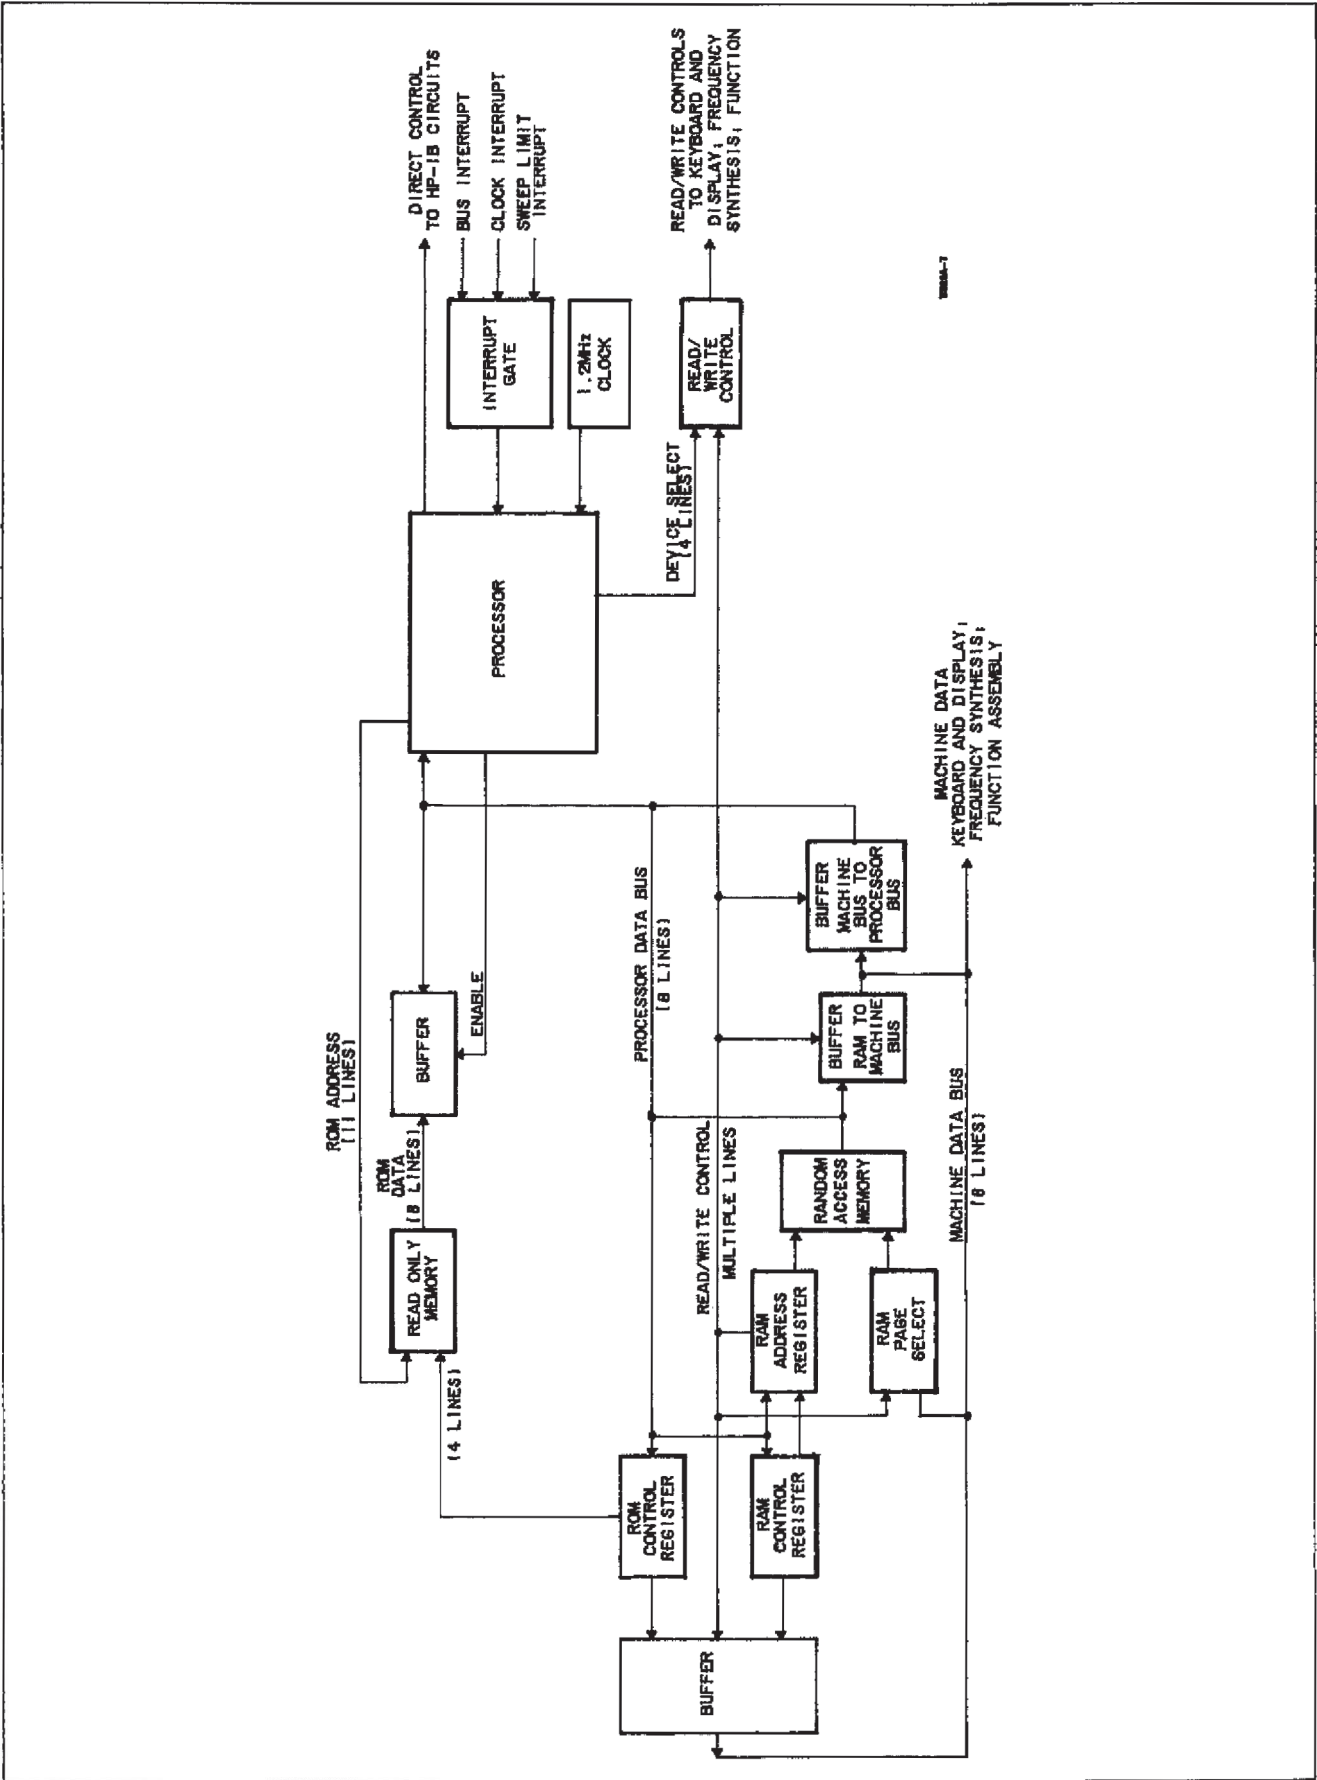 DIRECT CONTROL
TO HP-IB CIRCUITS
BUS INTERRUPT
CLOCK INTERRUPT
SWEEP LIMIT
INTERRUPT
READ/WRITE CONTROLS
TO KEYBOARD AND
DISPLAY; FREQUENCY
SYNTHESIS; FUNCTION
INTERRUPT
GATE
1.2MHz
CLOCK
READ/
WRITE
CONTROL
DEVICE SELECT
(4 LINES)
PROCESSOR
ROM ADDRESS
(11 LINES)
ROM
DATA
(8 LINES)
BUFFER
ENABLE
READ ONLY
MEMORY
(4 LINES)
PROCESSOR DATA BUS
(8 LINES)
READ/WRITE CONTROL
MULTIPLE LINES
BUFFER
MACHINE
BUS TO
PROCESSOR
BUS
BUFFER
RAM TO
MACHINE
BUS
RANDOM
ACCESS
MEMORY
RAM
ADDRESS
REGISTER
RAM
PAGE
SELECT
MACHINE DATA BUS
(8 LINES)
MACHINE DATA
KEYBOARD AND DISPLAY;
FREQUENCY SYNTHESIS;
FUNCTION ASSEMBLY
ROM
CONTROL
REGISTER
RAM
CONTROL
REGISTER
BUFFER